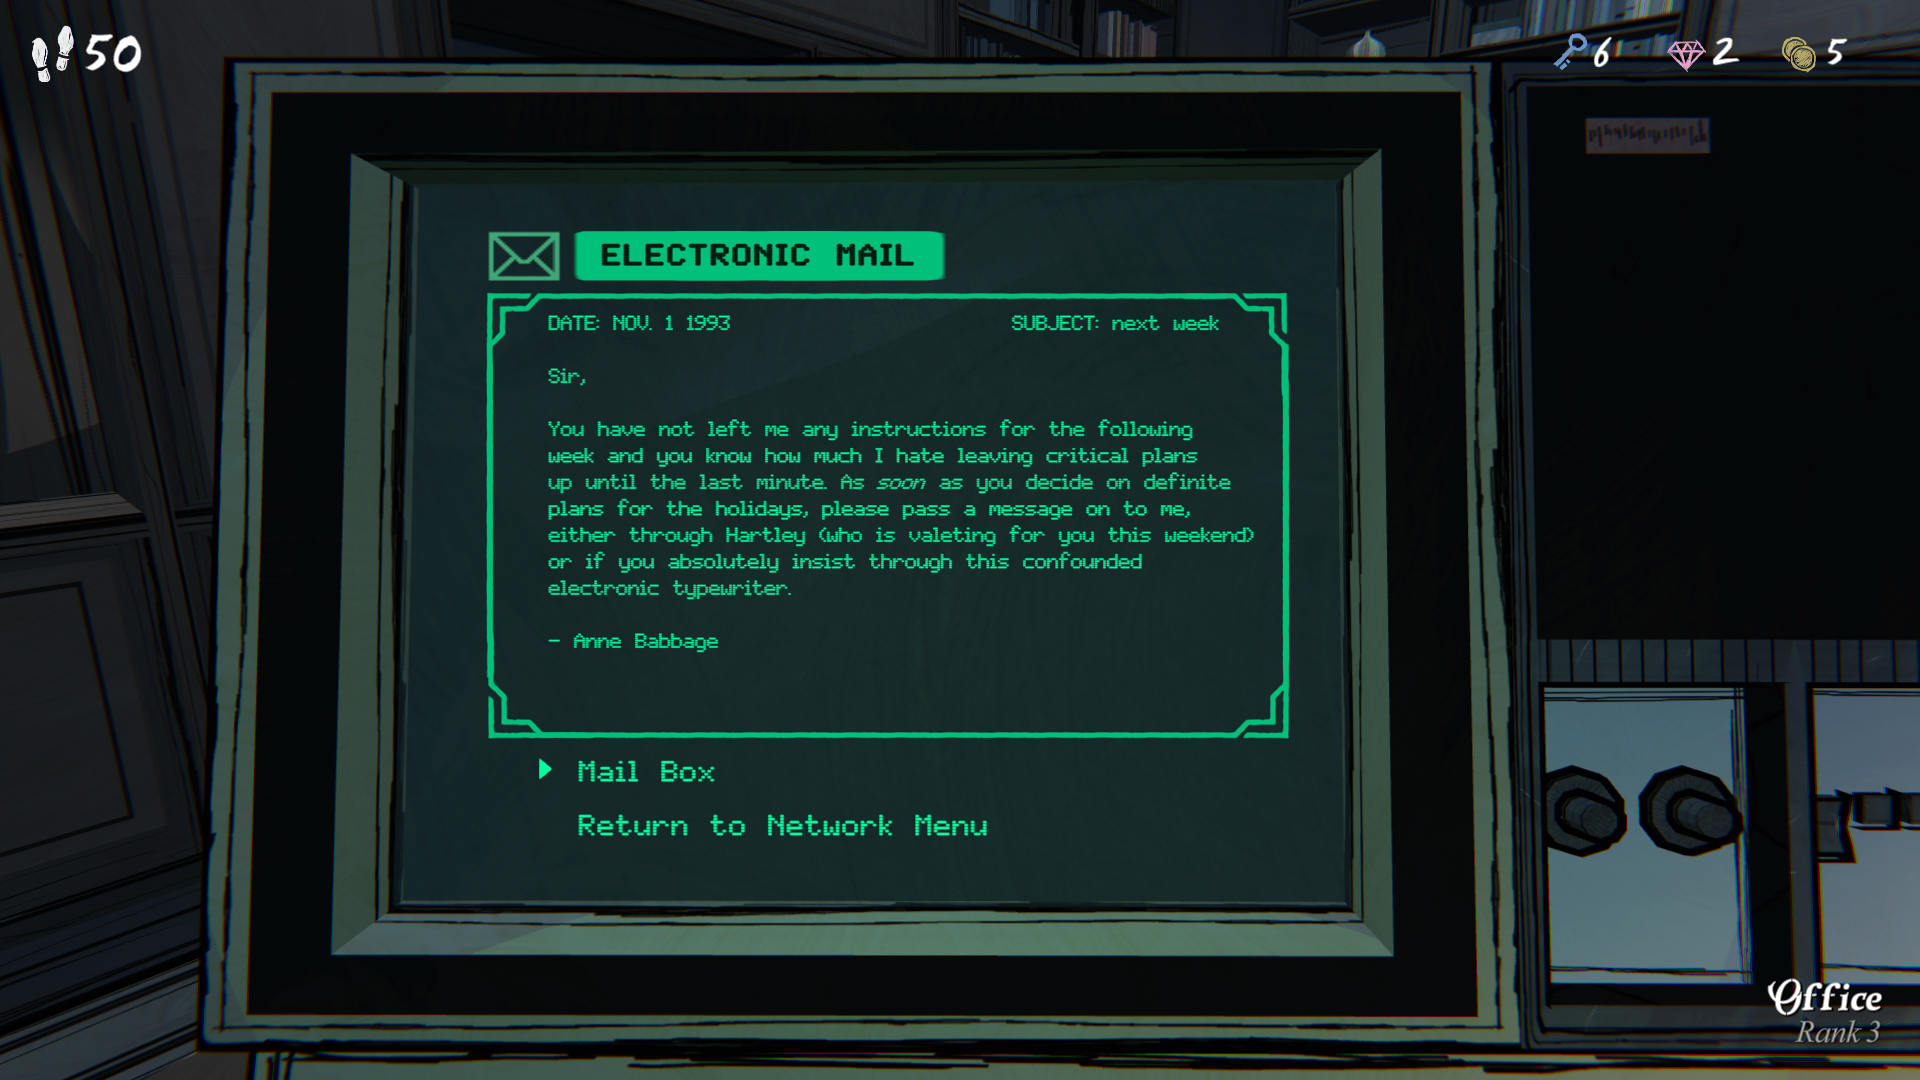 50
6 2 5
ELECTRONIC MAIL
DATE: NOV. 1 1993 SUBJECT: next week
Sir,
You have not left me any instructions for the following
week and you know how much I hate leaving critical plans
up until the last minute. As soon as you decide on definite
plans for the holidays, please pass a message on to me,
either through Hartley (who is valeting for you this weekend)
or if you absolutely insist through this confounded
electronic typewriter.
- Anne Babbage
Mail Box
Return to Network Menu
Office
Rank 3